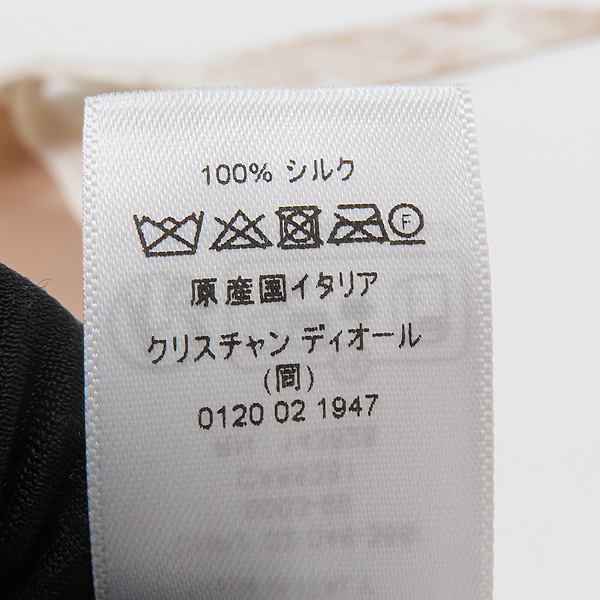 100% シルク
F
原産国イタリア
クリスチャン ディオール
(問)
0120 02 1947